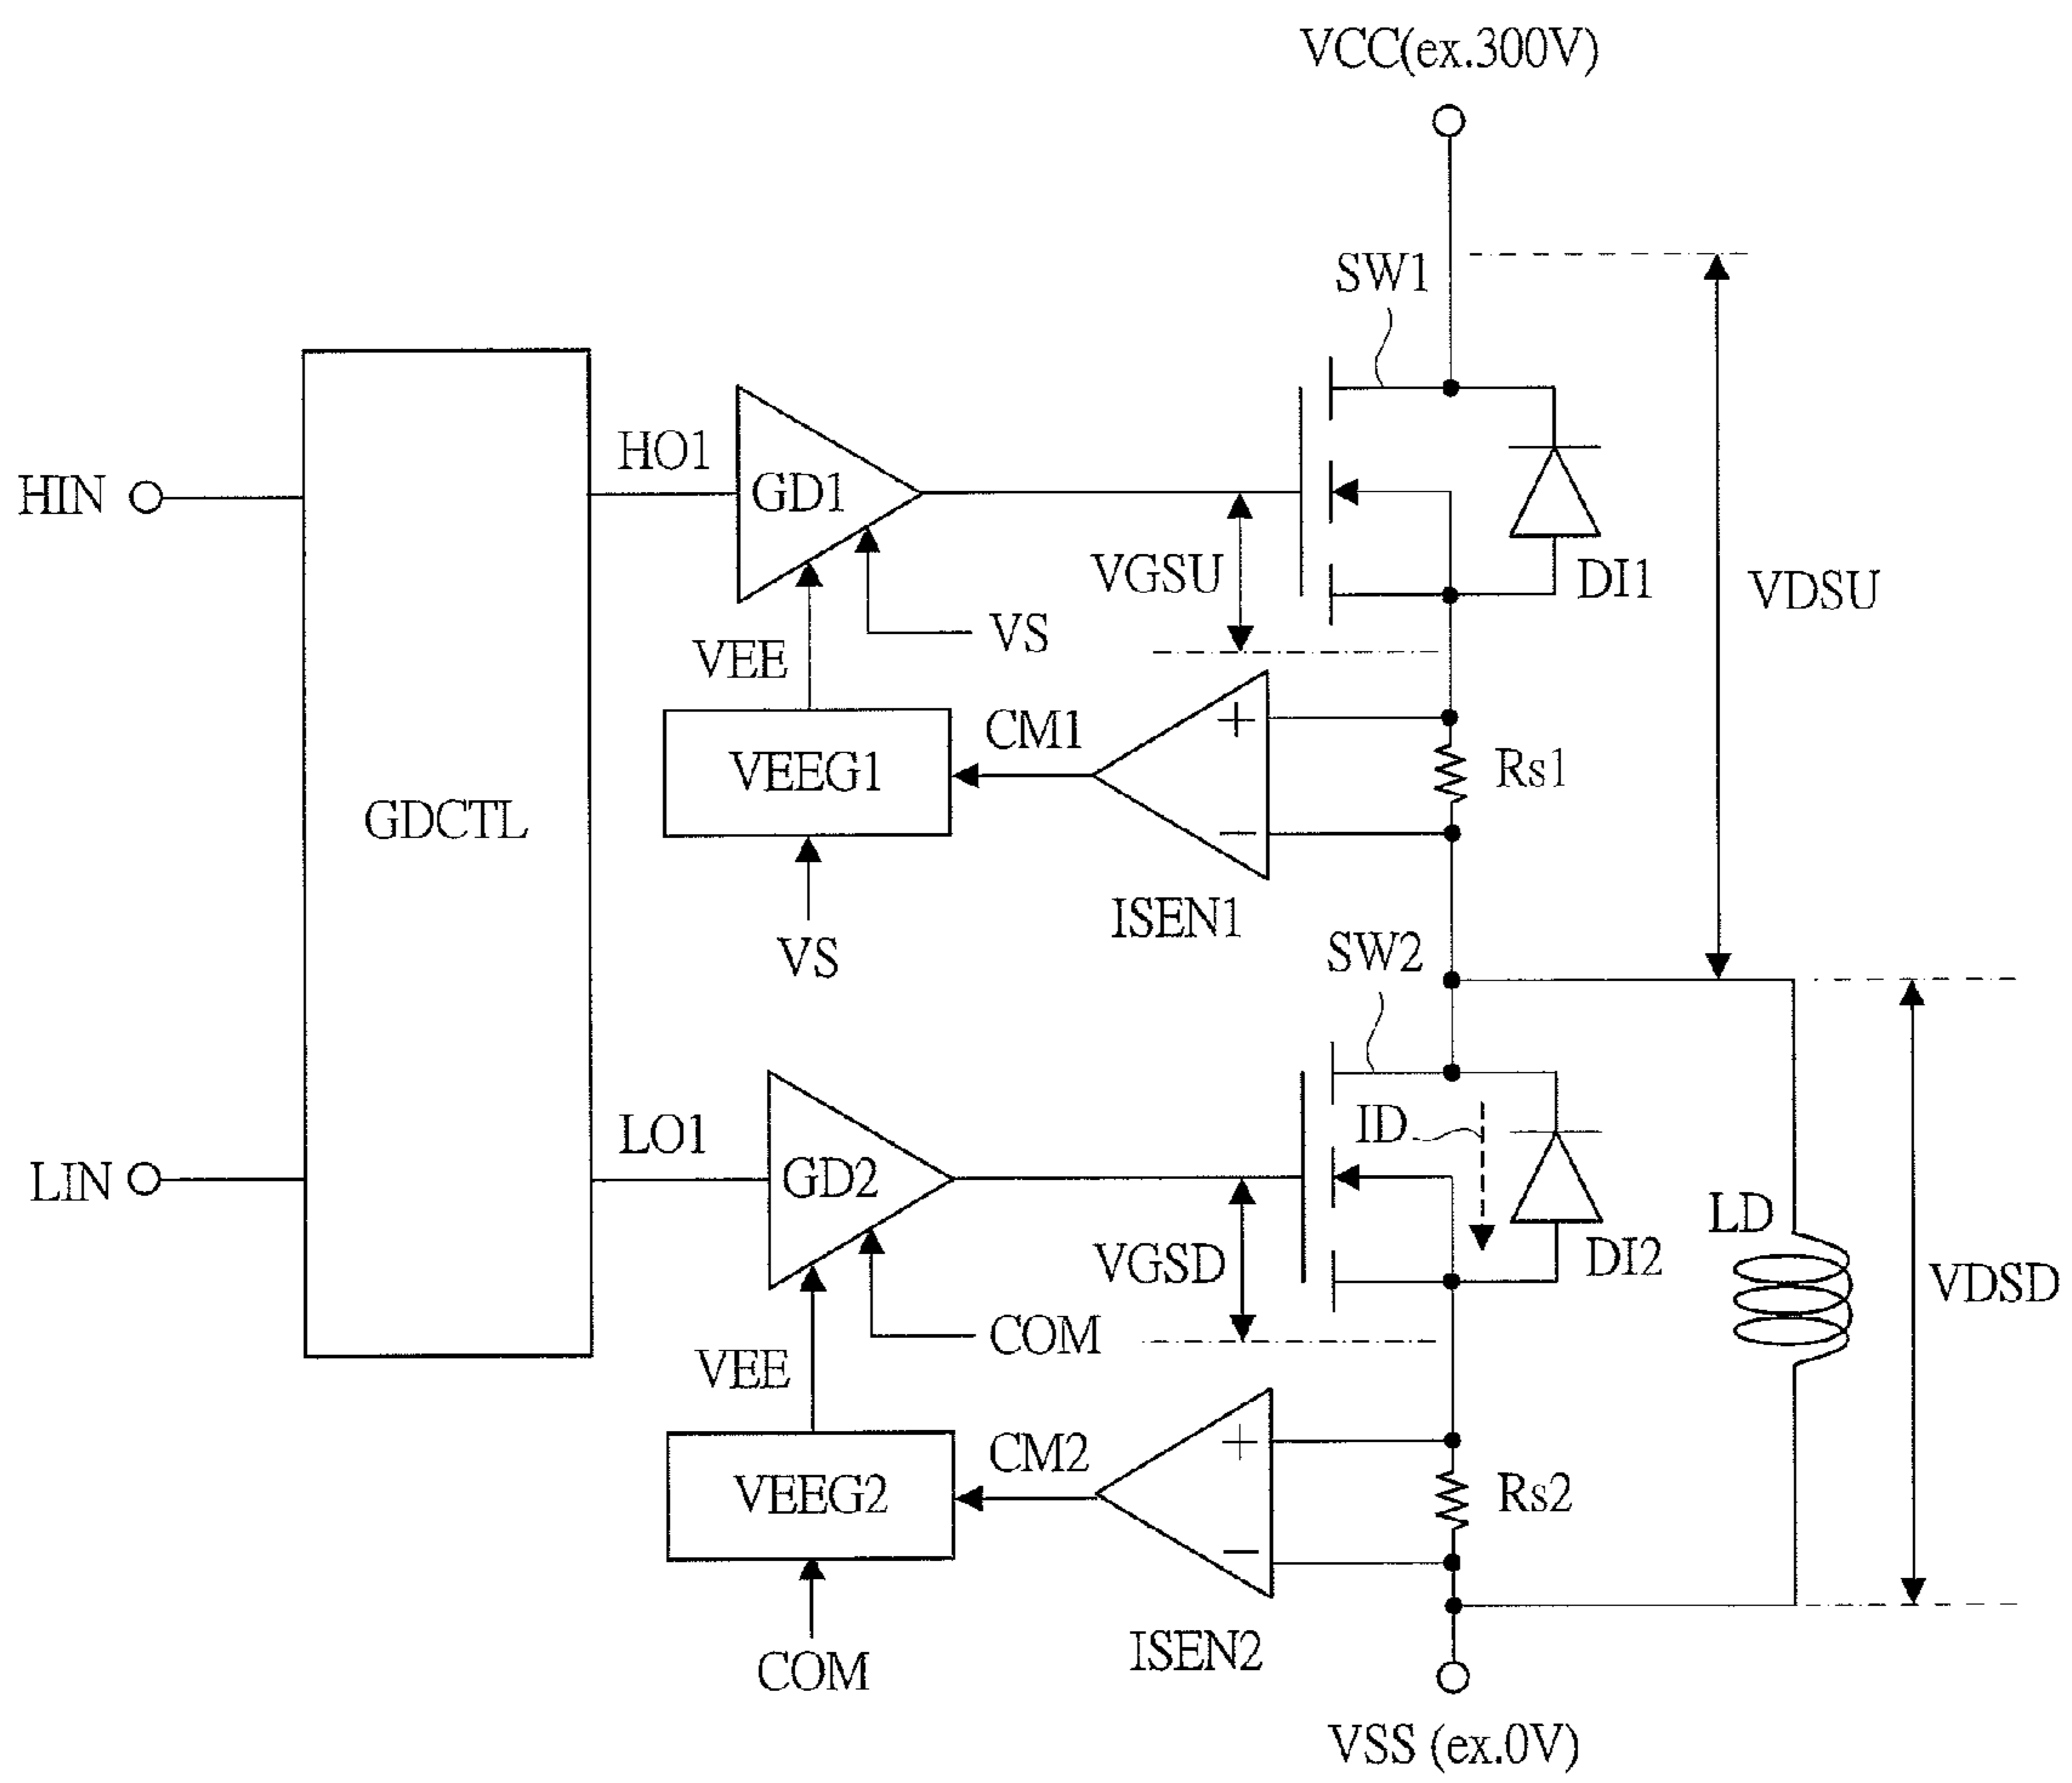 VCC(ex.300V)
SW1
HO1
GD1
HIN
VGSU
DI1
VDSU
VS
VEE
CM1
+
VEEG1
Rs1
GDCTL
−
ISEN1
VS
SW2
LO1
ID
GD2
LIN
LD
VGSD
DI2
VDSD
COM
VEE
CM2
+
VEEG2
Rs2
−
ISEN2
COM
VSS (ex.0V)